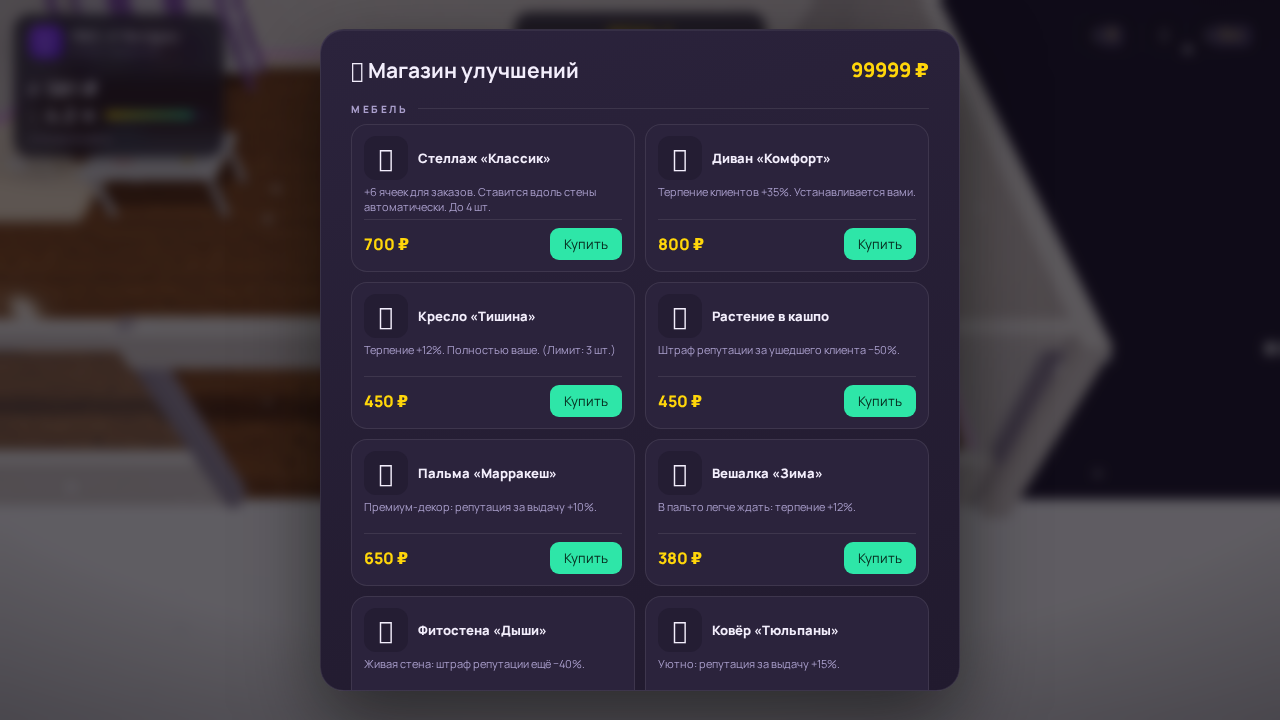 Магазин улучшений
99999 ₽
МЕБЕЛЬ
Стеллаж «Классик»
+6 ячеек для заказов. Ставится вдоль стены
автоматически. До 4 шт.
700 ₽
Купить
Диван «Комфорт»
Терпение клиентов +35%. Устанавливается вами.
800 ₽
Купить
Кресло «Тишина»
Терпение +12%. Полностью ваше. (Лимит: 3 шт.)
450 ₽
Купить
Растение в кашпо
Штраф репутации за ушедшего клиента −50%.
450 ₽
Купить
Пальма «Марракеш»
Премиум-декор: репутация за выдачу +10%.
650 ₽
Купить
Вешалка «Зима»
В пальто легче ждать: терпение +12%.
380 ₽
Купить
Фитостена «Дыши»
Живая стена: штраф репутации ещё −40%.
Ковёр «Тюльпаны»
Уютно: репутация за выдачу +15%.